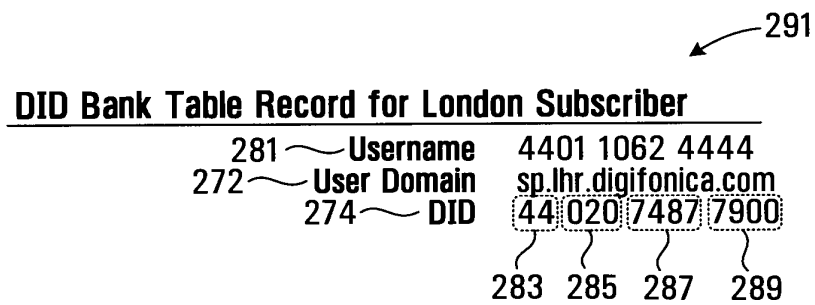 291
DID Bank Table Record for London Subscriber
281 Username 4401 1062 4444
272 User Domain sp.lhr.digifonica.com
274 DID 44 020 7487 7900
283 285 287 289